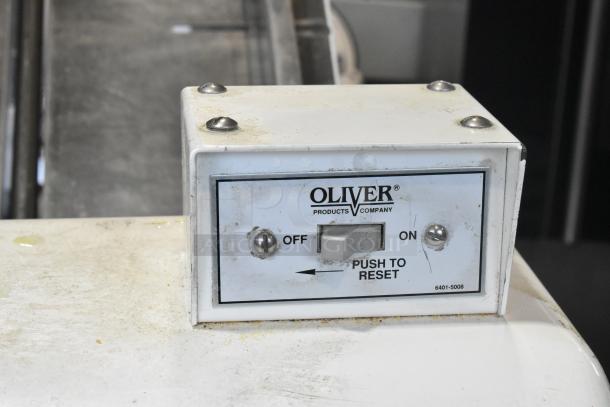 OLIVER®
PRODUCTS COMPANY
OFF ON
PUSH TO
RESET
6401-5008